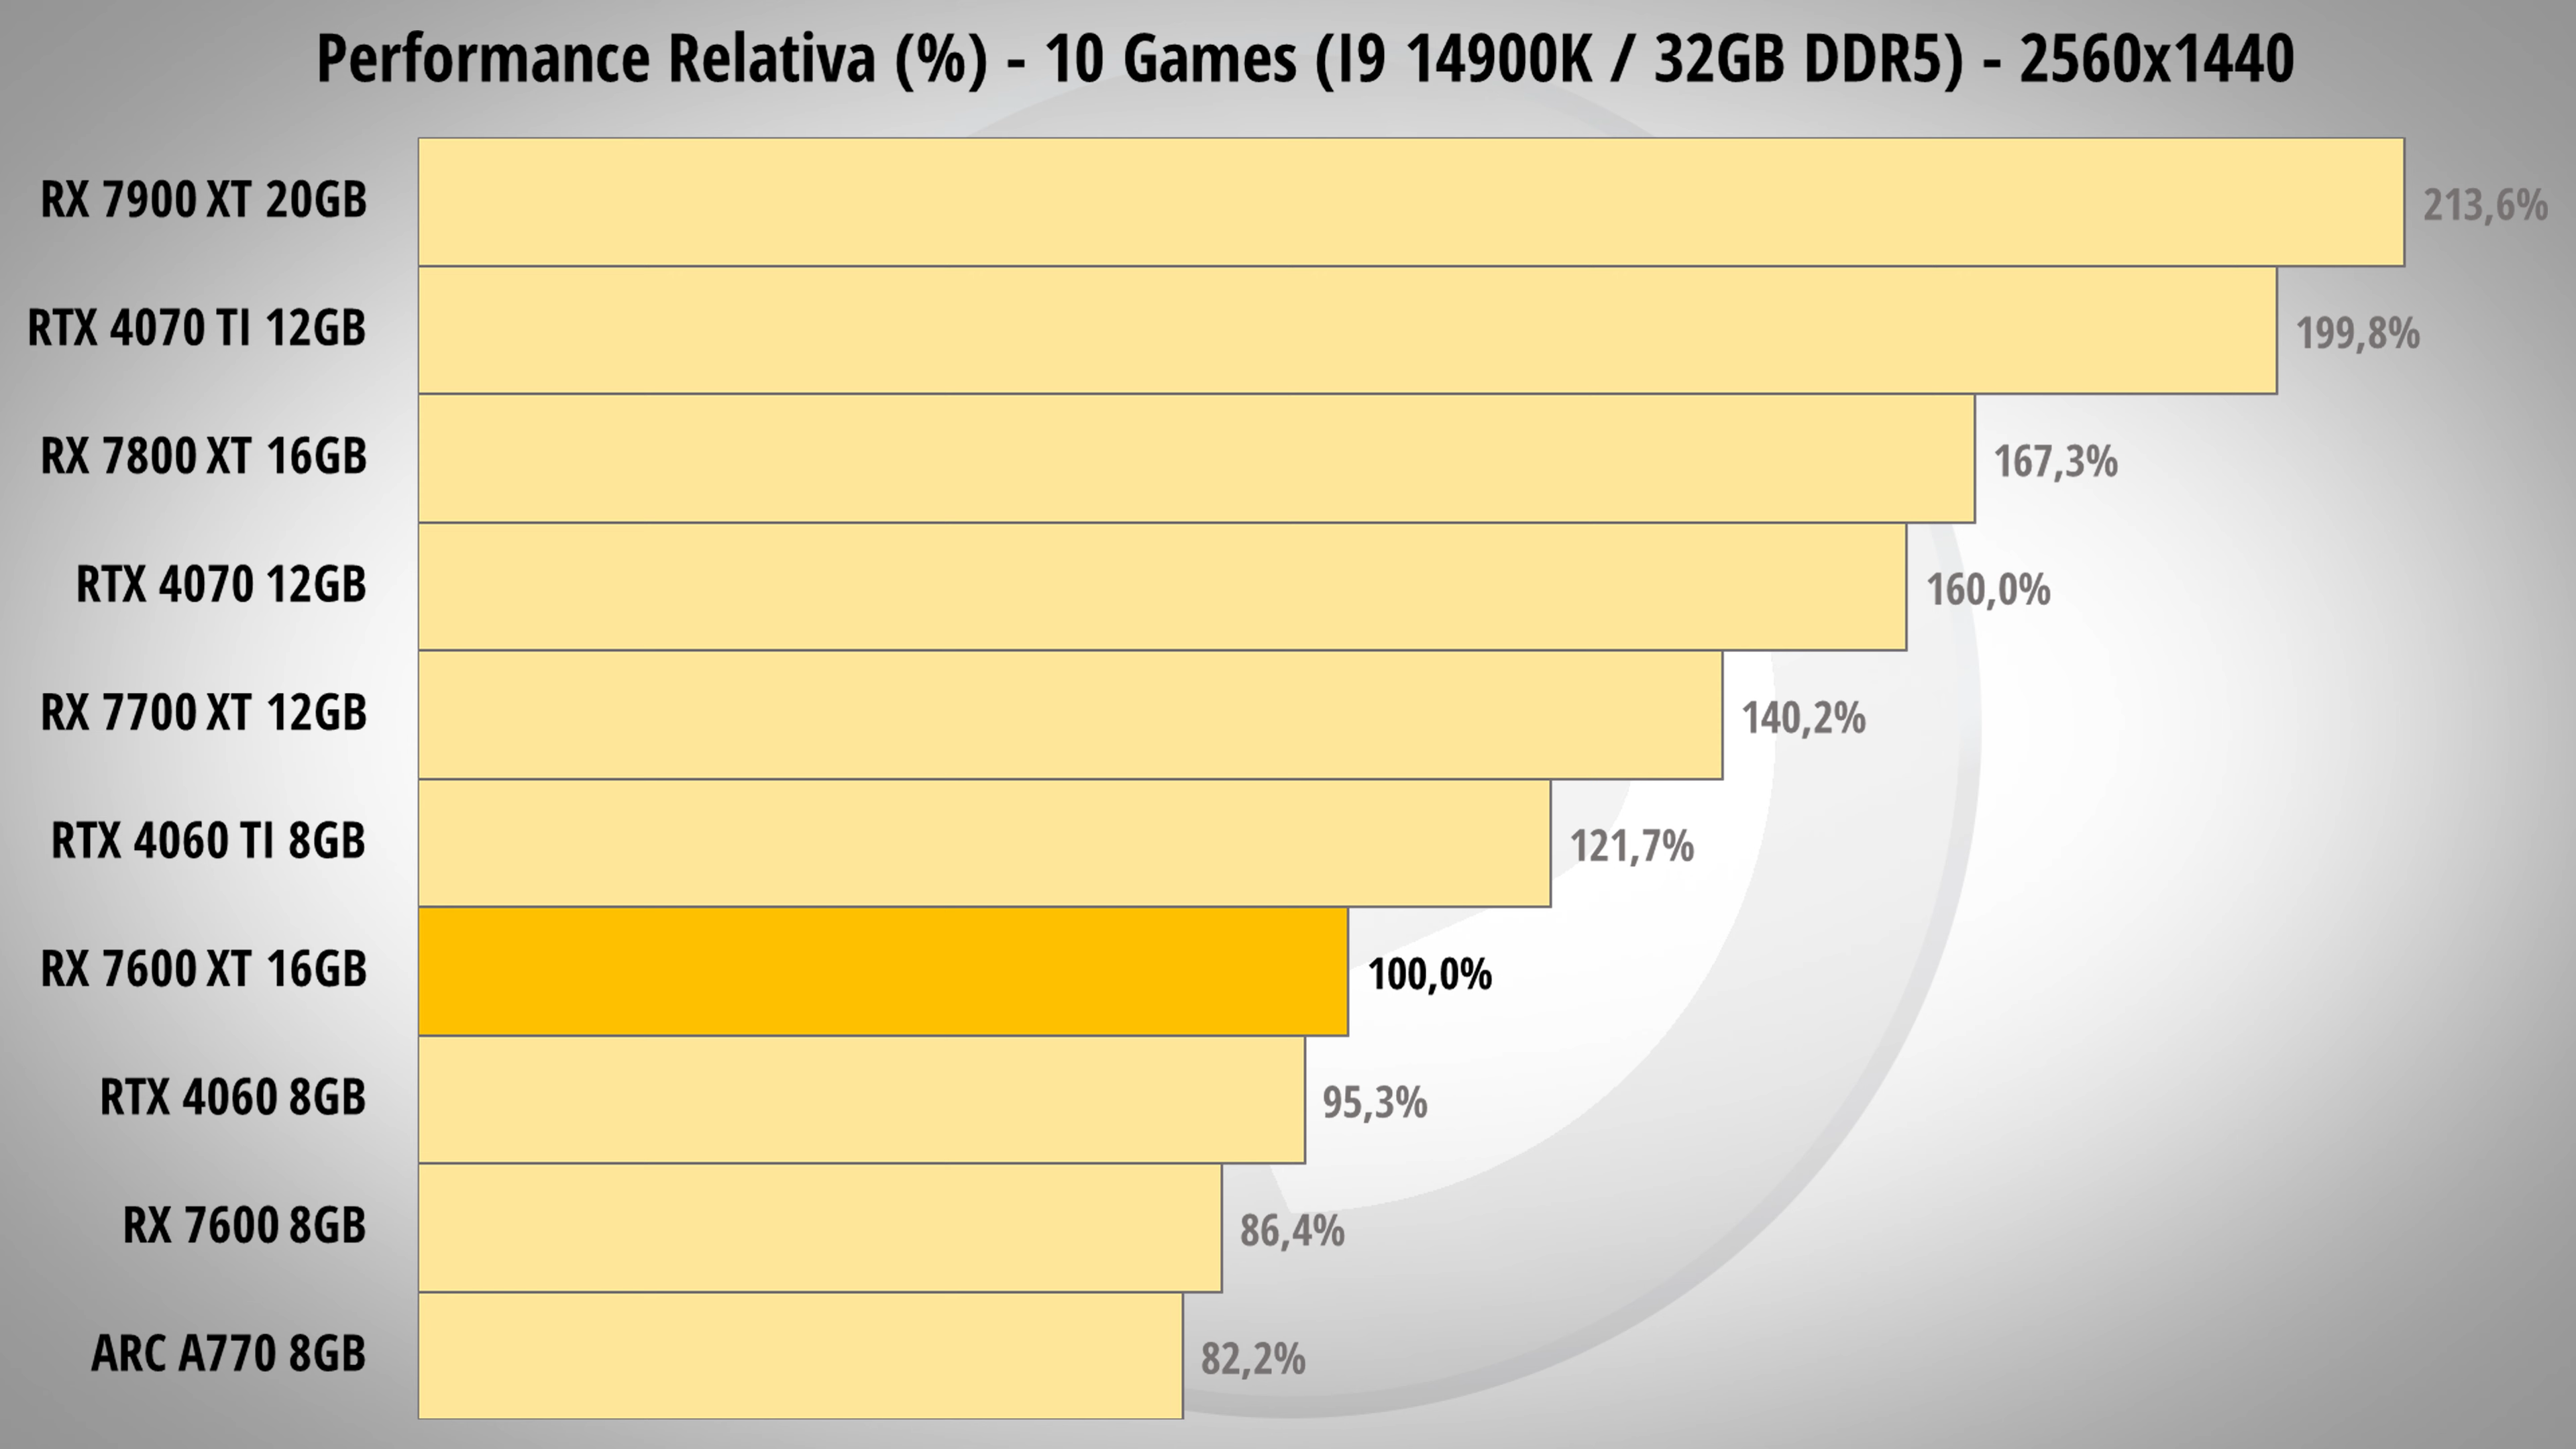 Performance Relativa (%) - 10 Games (I9 14900K / 32GB DDR5) - 2560x1440
RX 7900 XT 20GB 213,6%
RTX 4070 TI 12GB 199,8%
RX 7800 XT 16GB 167,3%
RTX 4070 12GB 160,0%
RX 7700 XT 12GB 140,2%
RTX 4060 TI 8GB 121,7%
RX 7600 XT 16GB 100,0%
RTX 4060 8GB 95,3%
RX 7600 8GB 86,4%
ARC A770 8GB 82,2%